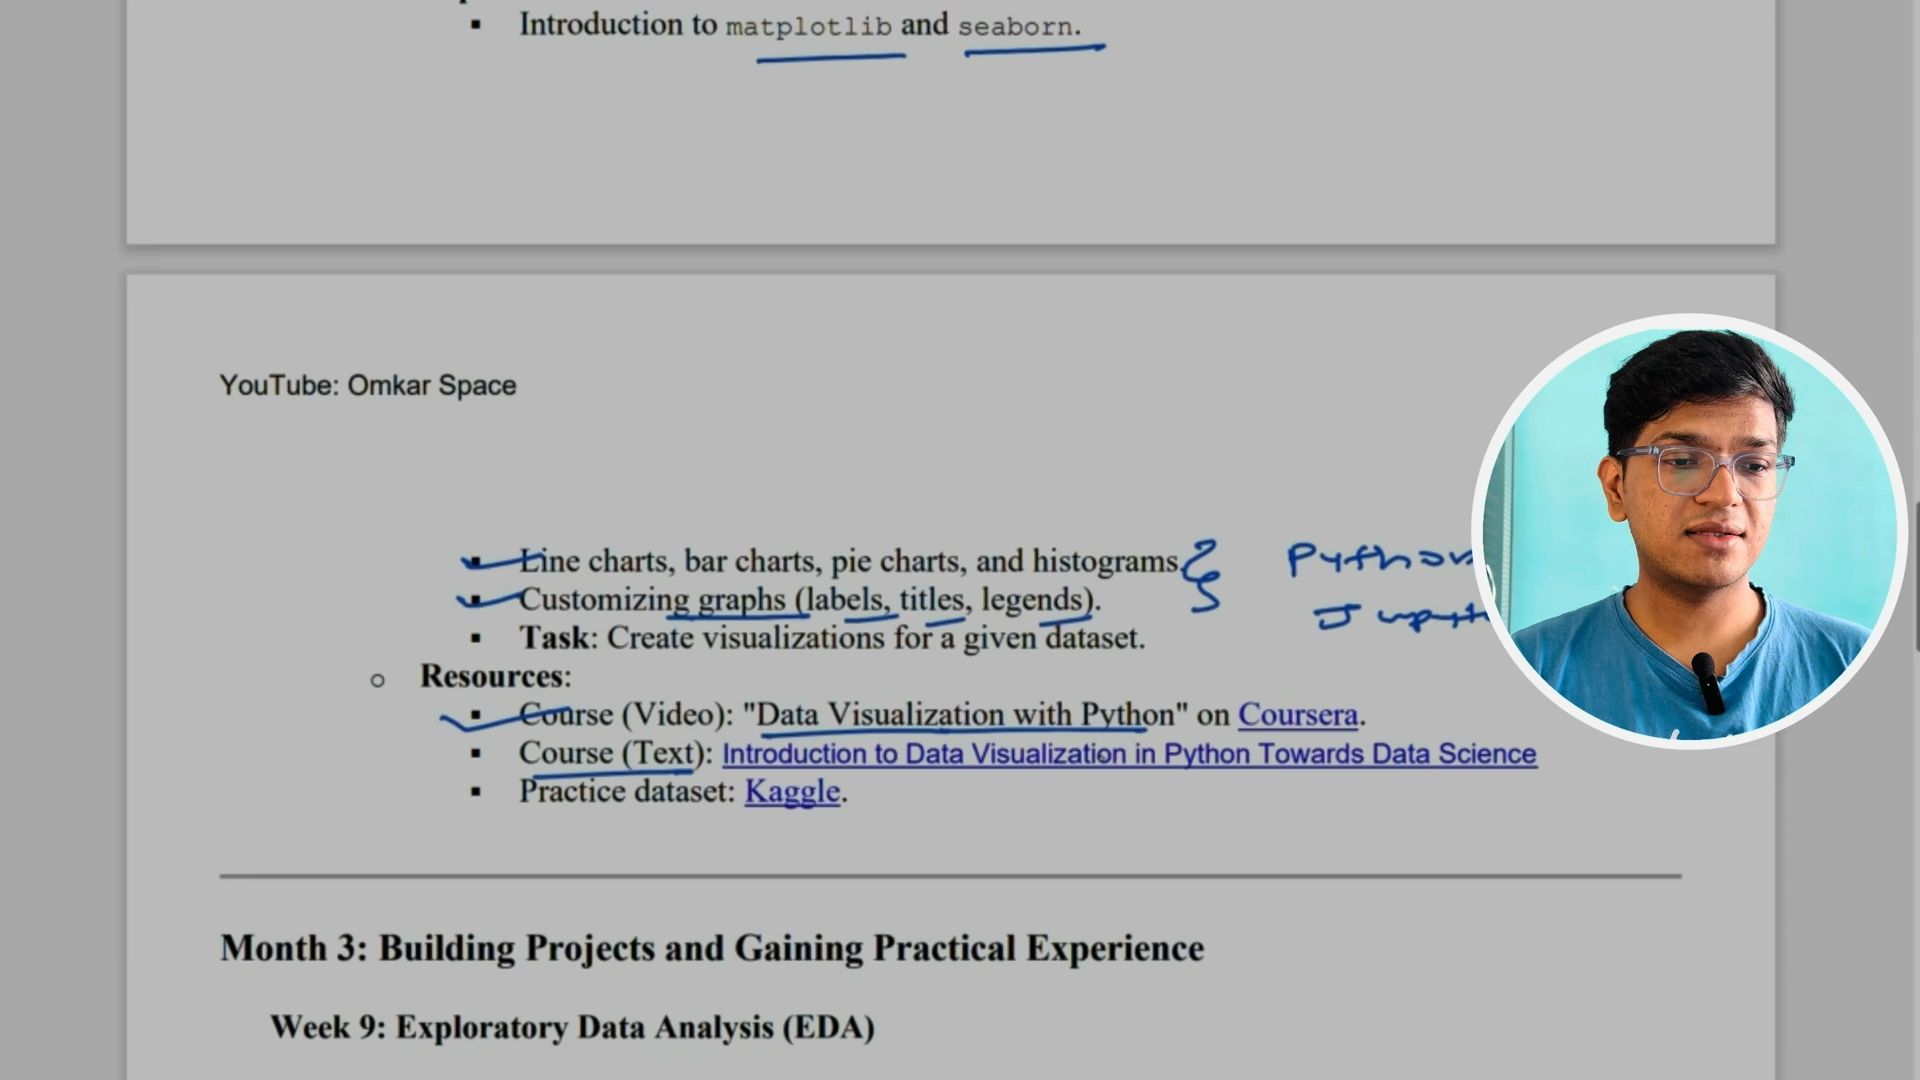 ▪ Introduction to matplotlib and seaborn.
YouTube: Omkar Space
▪ Line charts, bar charts, pie charts, and histograms.
Python
▪ Customizing graphs (labels, titles, legends).
▪ Task: Create visualizations for a given dataset.
o Resources:
▪ Course (Video): "Data Visualization with Python" on Coursera.
▪ Course (Text): Introduction to Data Visualization in Python Towards Data Science
▪ Practice dataset: Kaggle.
Month 3: Building Projects and Gaining Practical Experience
Week 9: Exploratory Data Analysis (EDA)